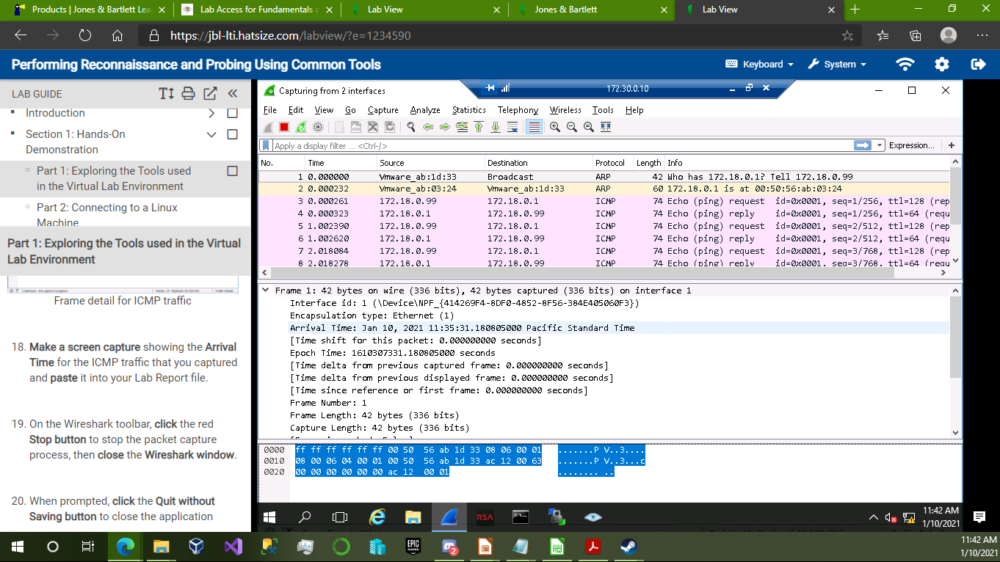 Products | Jones & Bartlett Lea
Lab Access for Fundamentals c
Lab View
Jones & Bartlett
Lab View
https://jbl-lti.hatsize.com/labview/?e=1234590
Performing Reconnaissance and Probing Using Common Tools
Keyboard
System
LAB GUIDE
Introduction
Section 1: Hands-On
Demonstration
Part 1: Exploring the Tools used
in the Virtual Lab Environment
Part 2: Connecting to a Linux
Machine
Part 1: Exploring the Tools used in the Virtual
Lab Environment
Frame detail for ICMP traffic
18. Make a screen capture showing the Arrival
Time for the ICMP traffic that you captured
and paste it into your Lab Report file.
19. On the Wireshark toolbar, click the red
Stop button to stop the packet capture
process, then close the Wireshark window.
20. When prompted, click the Quit without
Saving button to close the application
Capturing from 2 interfaces
172.30.0.10
File Edit View Go Capture Analyze Statistics Telephony Wireless Tools Help
Apply a display filter ... <Ctrl-/>
Expression... +
No. Time Source Destination Protocol Length Info
1 0.000000 Vmware_ab:1d:33 Broadcast ARP 42 Who has 172.18.0.1? Tell 172.18.0.99
2 0.000232 Vmware_ab:03:24 Vmware_ab:1d:33 ARP 60 172.18.0.1 is at 00:50:56:ab:03:24
3 0.000261 172.18.0.99 172.18.0.1 ICMP 74 Echo (ping) request id=0x0001, seq=1/256, ttl=128 (rep
4 0.000323 172.18.0.1 172.18.0.99 ICMP 74 Echo (ping) reply id=0x0001, seq=1/256, ttl=64 (requ
5 1.002390 172.18.0.99 172.18.0.1 ICMP 74 Echo (ping) request id=0x0001, seq=2/512, ttl=128 (rep
6 1.002620 172.18.0.1 172.18.0.99 ICMP 74 Echo (ping) reply id=0x0001, seq=2/512, ttl=64 (requ
7 2.018084 172.18.0.99 172.18.0.1 ICMP 74 Echo (ping) request id=0x0001, seq=3/768, ttl=128 (rep
8 2.018278 172.18.0.1 172.18.0.99 ICMP 74 Echo (ping) reply id=0x0001, seq=3/768, ttl=64 (requ
Frame 1: 42 bytes on wire (336 bits), 42 bytes captured (336 bits) on interface 1
Interface id: 1 (\Device\NPF_{414269F4-8DF0-4852-8F56-384E405060F3})
Encapsulation type: Ethernet (1)
Arrival Time: Jan 10, 2021 11:35:31.180805000 Pacific Standard Time
[Time shift for this packet: 0.000000000 seconds]
Epoch Time: 1610307331.180805000 seconds
[Time delta from previous captured frame: 0.000000000 seconds]
[Time delta from previous displayed frame: 0.000000000 seconds]
[Time since reference or first frame: 0.000000000 seconds]
Frame Number: 1
Frame Length: 42 bytes (336 bits)
Capture Length: 42 bytes (336 bits)
0000 ff ff ff ff ff ff 00 50 56 ab 1d 33 08 06 00 01 .......P V..3....
0010 08 00 06 04 00 01 00 50 56 ab 1d 33 ac 12 00 63 .......P V..3...c
0020 00 00 00 00 00 00 ac 12 00 01 ........ ..
RSA
11:42 AM
1/10/2021
EPIC GAMES
2
11:42 AM
1/10/2021